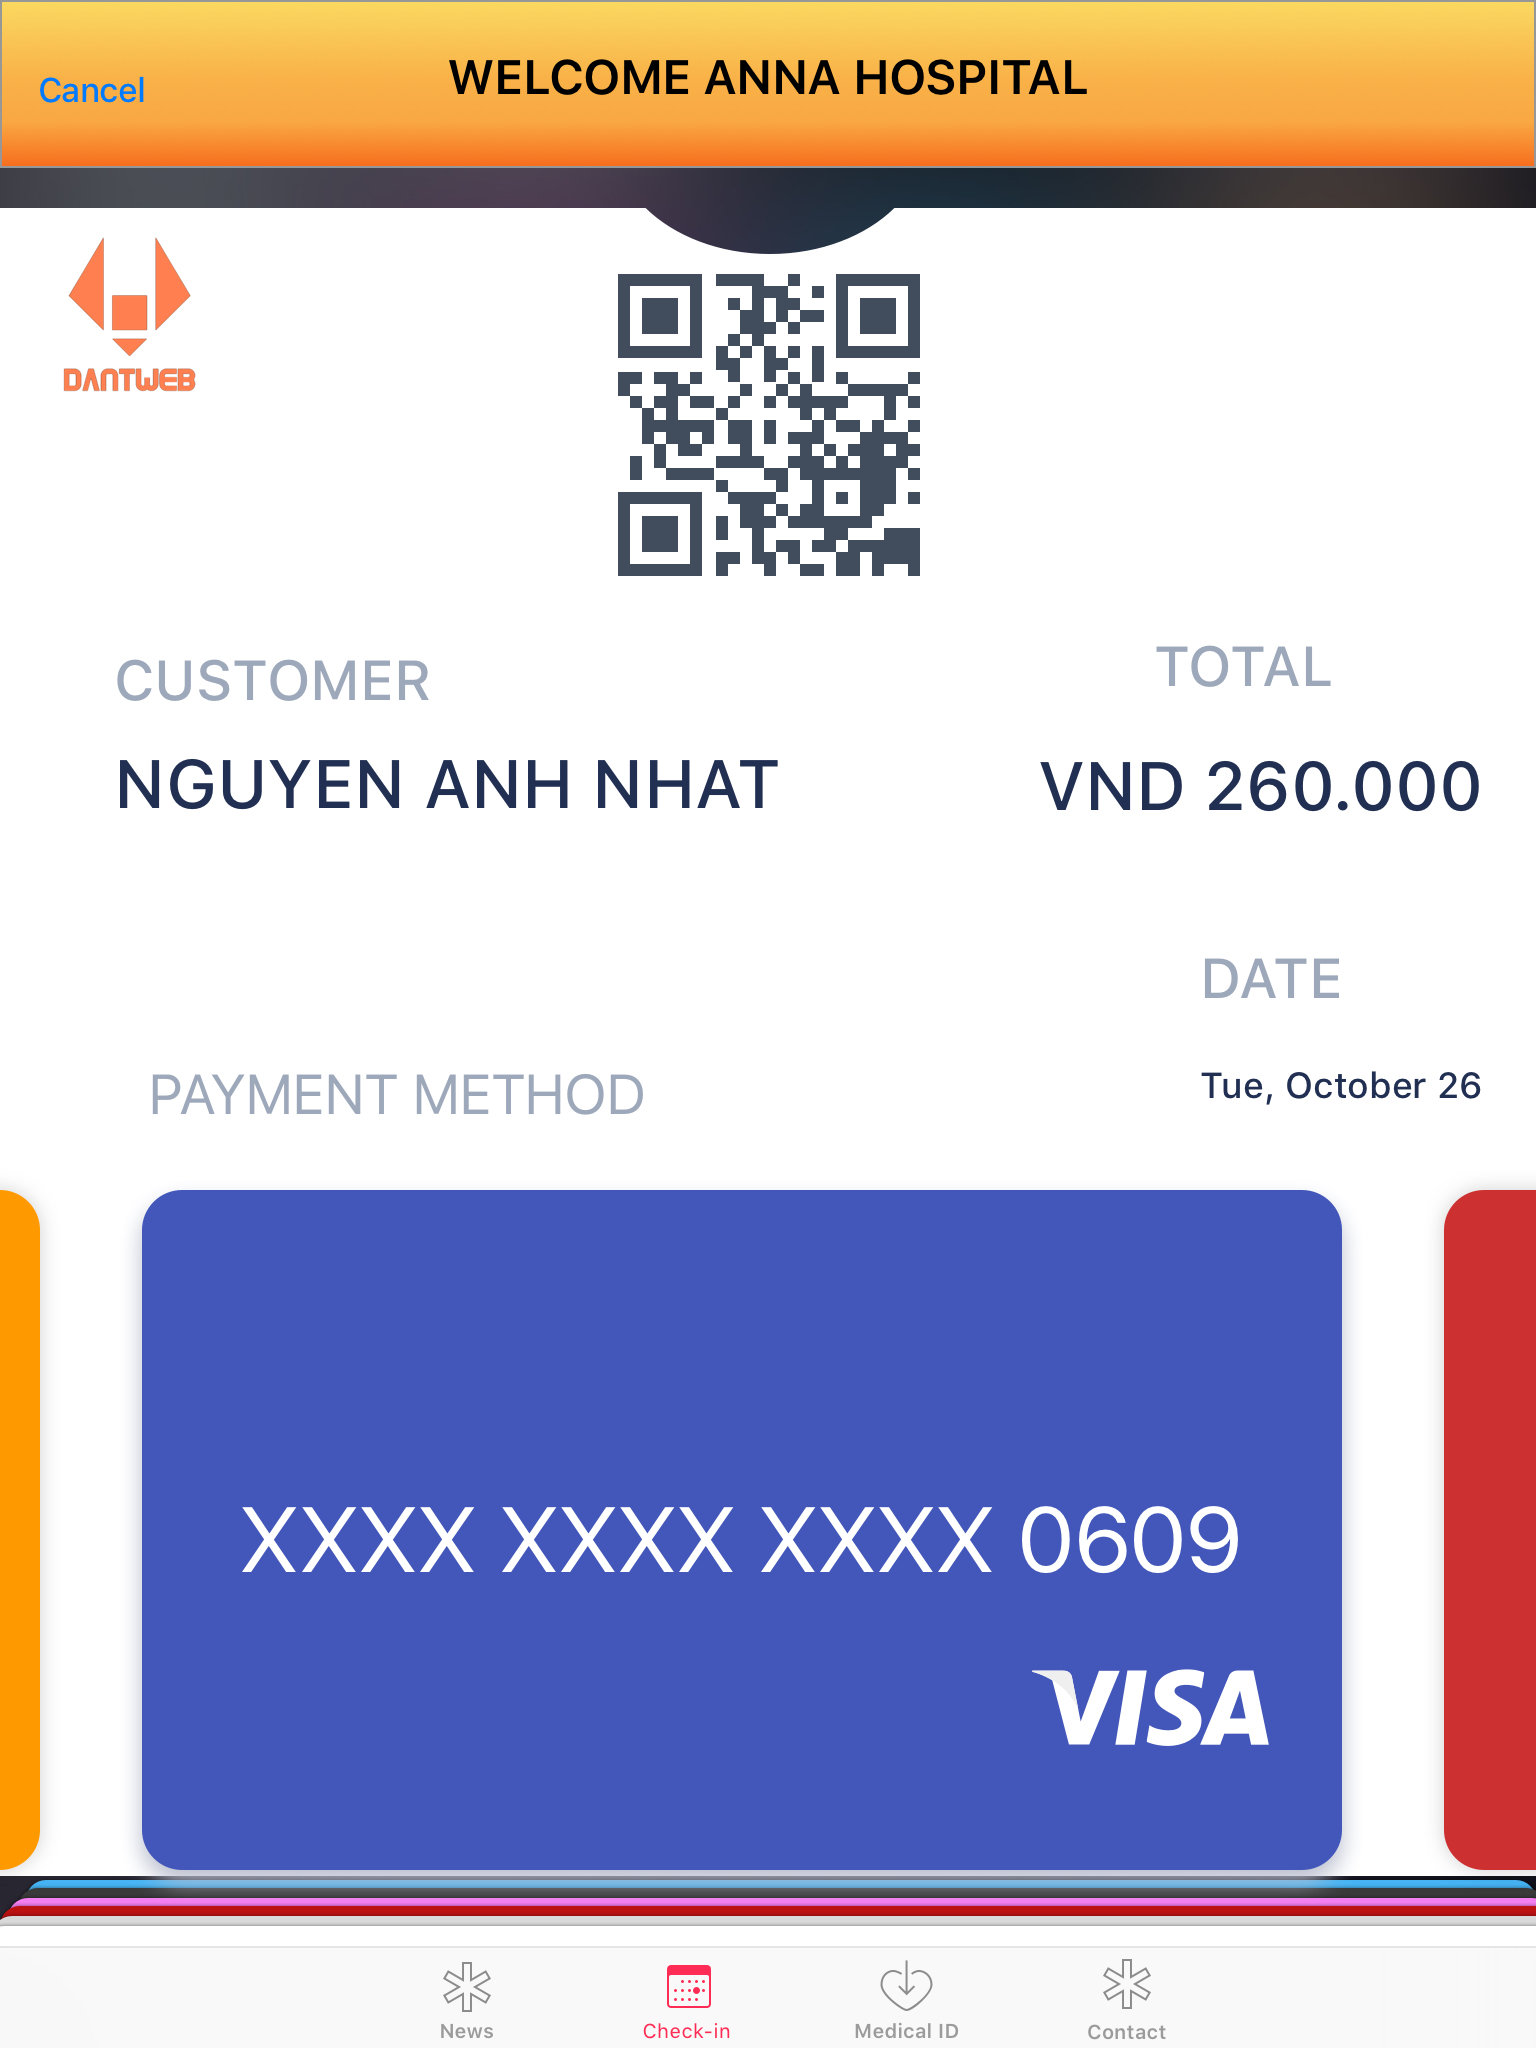 Cancel
WELCOME ANNA HOSPITAL
DANTWEB
CUSTOMER
TOTAL
NGUYEN ANH NHAT
VND 260.000
DATE
PAYMENT METHOD
Tue, October 26
XXXX XXXX XXXX 0609
VISA
News
Check-in
Medical ID
Contact